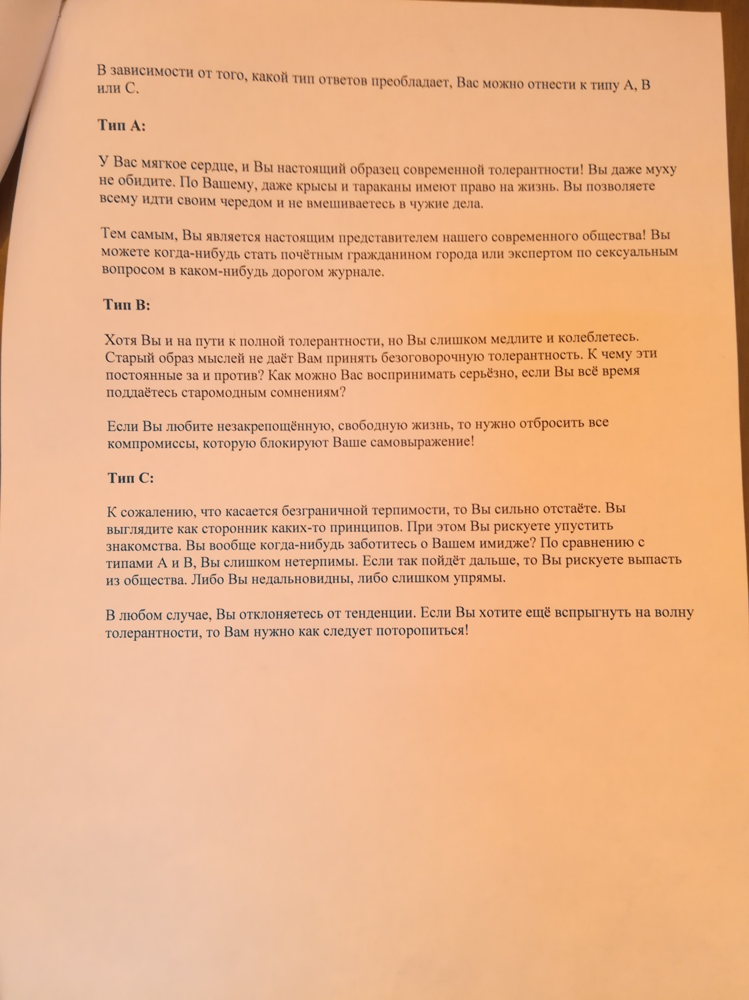 В зависимости от того, какой тип ответов преобладает, Вас можно отнести к типу А, В
или С.
Тип А:
У Вас мягкое сердце, и Вы настоящий образец современной толерантности! Вы даже муху
не обидите. По Вашему, даже крысы и тараканы имеют право на жизнь. Вы позволяете
всему идти своим чередом и не вмешиваетесь в чужие дела.
Тем самым, Вы является настоящим представителем нашего современного общества! Вы
можете когда-нибудь стать почётным гражданином города или экспертом по сексуальным
вопросом в каком-нибудь дорогом журнале.
Тип В:
Хотя Вы и на пути к полной толерантности, но Вы слишком медлите и колеблетесь.
Старый образ мыслей не даёт Вам принять безоговорочную толерантность. К чему эти
постоянные за и против? Как можно Вас воспринимать серьёзно, если Вы всё время
поддаётесь старомодным сомнениям?
Если Вы любите незакрепощённую, свободную жизнь, то нужно отбросить все
компромиссы, которую блокируют Ваше самовыражение!
Тип С:
К сожалению, что касается безграничной терпимости, то Вы сильно отстаёте. Вы
выглядите как сторонник каких-то принципов. При этом Вы рискуете упустить
знакомства. Вы вообще когда-нибудь заботитесь о Вашем имидже? По сравнению с
типами А и В, Вы слишком нетерпимы. Если так пойдёт дальше, то Вы рискуете выпасть
из общества. Либо Вы недальновидны, либо слишком упрямы.
В любом случае, Вы отклоняетесь от тенденции. Если Вы хотите ещё вспрыгнуть на волну
толерантности, то Вам нужно как следует поторопиться!